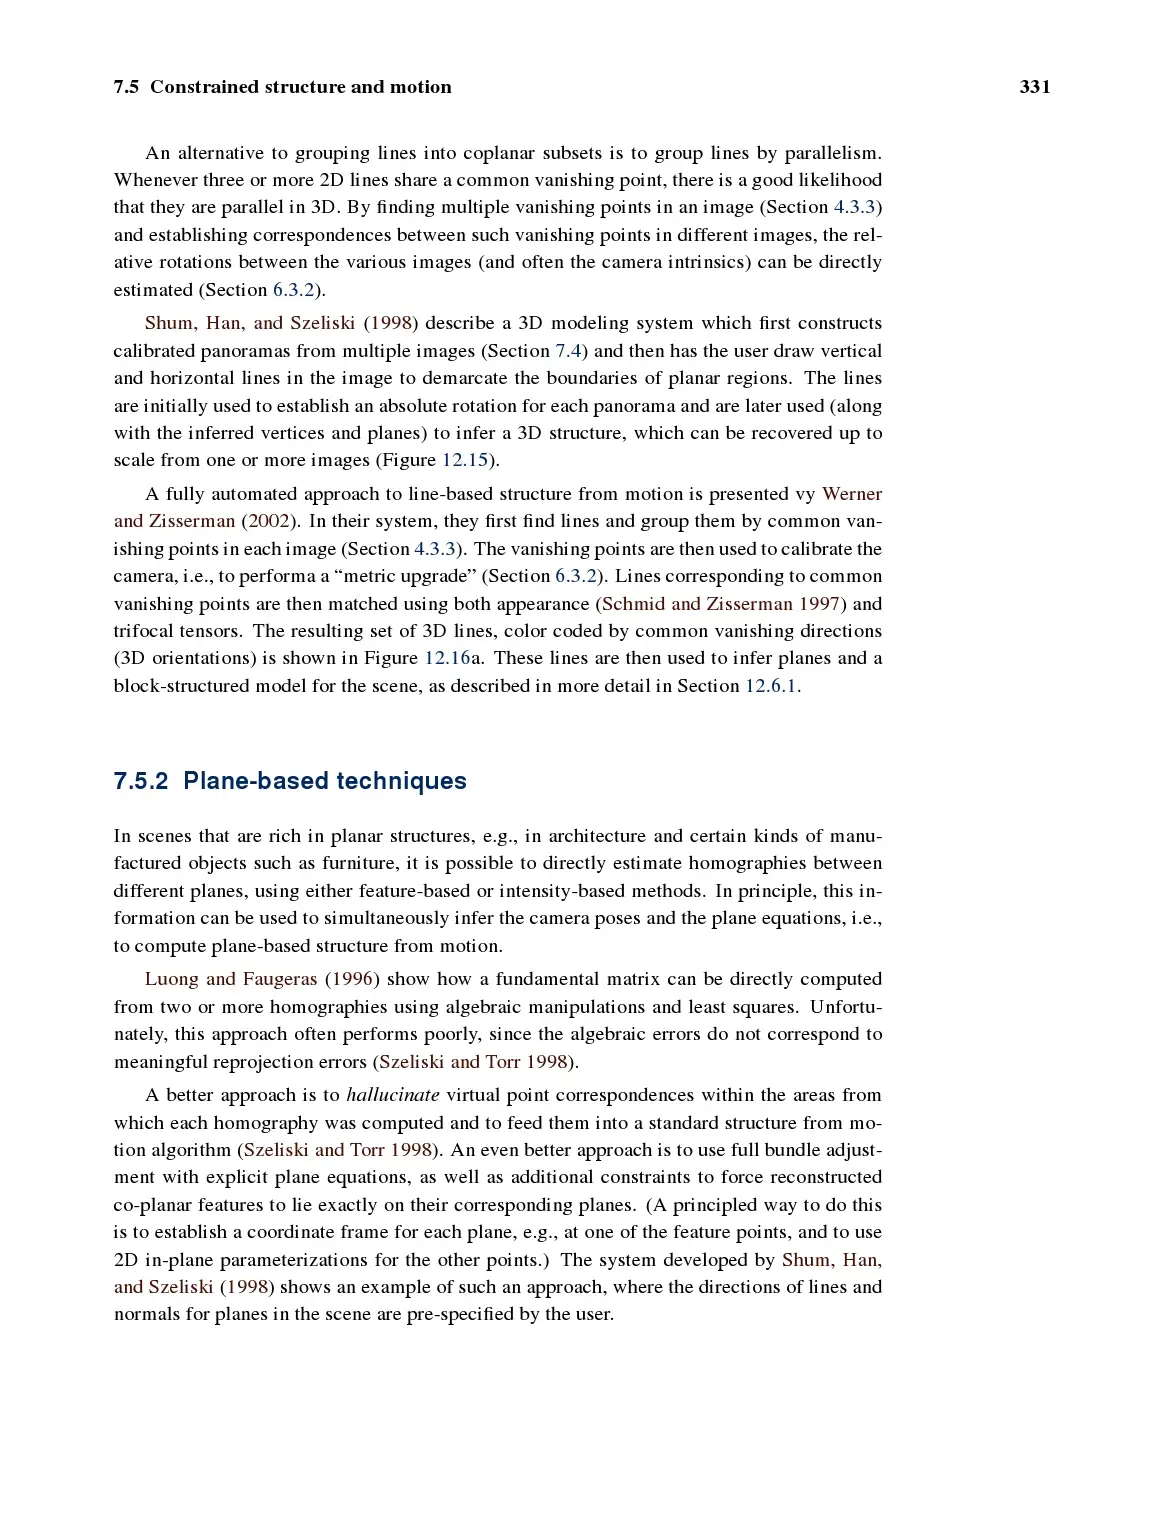 7.5 Constrained structure and motion 331
An alternative to grouping lines into coplanar subsets is to group lines by parallelism.
Whenever three or more 2D lines share a common vanishing point, there is a good likelihood
that they are parallel in 3D. By finding multiple vanishing points in an image (Section 4.3.3)
and establishing correspondences between such vanishing points in different images, the rel-
ative rotations between the various images (and often the camera intrinsics) can be directly
estimated (Section 6.3.2).
Shum, Han, and Szeliski (1998) describe a 3D modeling system which first constructs
calibrated panoramas from multiple images (Section 7.4) and then has the user draw vertical
and horizontal lines in the image to demarcate the boundaries of planar regions. The lines
are initially used to establish an absolute rotation for each panorama and are later used (along
with the inferred vertices and planes) to infer a 3D structure, which can be recovered up to
scale from one or more images (Figure 12.15).
A fully automated approach to line-based structure from motion is presented vy Werner
and Zisserman (2002). In their system, they first find lines and group them by common van-
ishing points in each image (Section 4.3.3). The vanishing points are then used to calibrate the
camera, i.e., to performa a “metric upgrade” (Section 6.3.2). Lines corresponding to common
vanishing points are then matched using both appearance (Schmid and Zisserman 1997) and
trifocal tensors. The resulting set of 3D lines, color coded by common vanishing directions
(3D orientations) is shown in Figure 12.16a. These lines are then used to infer planes and a
block-structured model for the scene, as described in more detail in Section 12.6.1.
7.5.2 Plane-based techniques
In scenes that are rich in planar structures, e.g., in architecture and certain kinds of manu-
factured objects such as furniture, it is possible to directly estimate homographies between
different planes, using either feature-based or intensity-based methods. In principle, this in-
formation can be used to simultaneously infer the camera poses and the plane equations, i.e.,
to compute plane-based structure from motion.
Luong and Faugeras (1996) show how a fundamental matrix can be directly computed
from two or more homographies using algebraic manipulations and least squares. Unfortu-
nately, this approach often performs poorly, since the algebraic errors do not correspond to
meaningful reprojection errors (Szeliski and Torr 1998).
A better approach is to hallucinate virtual point correspondences within the areas from
which each homography was computed and to feed them into a standard structure from mo-
tion algorithm (Szeliski and Torr 1998). An even better approach is to use full bundle adjust-
ment with explicit plane equations, as well as additional constraints to force reconstructed
co-planar features to lie exactly on their corresponding planes. (A principled way to do this
is to establish a coordinate frame for each plane, e.g., at one of the feature points, and to use
2D in-plane parameterizations for the other points.) The system developed by Shum, Han,
and Szeliski (1998) shows an example of such an approach, where the directions of lines and
normals for planes in the scene are pre-specified by the user.